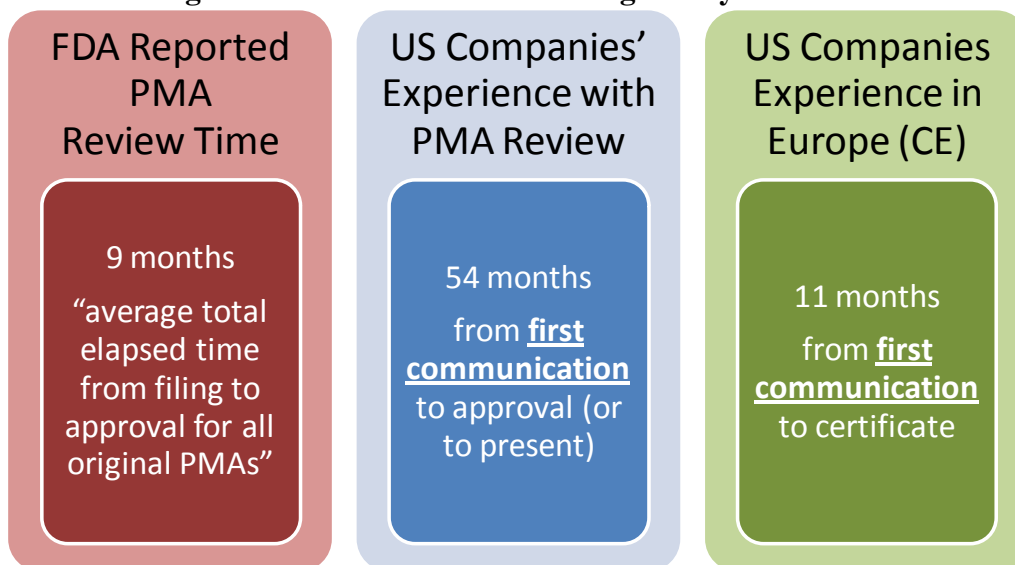 FDA Reported
PMA
Review Time
9 months
“average total
elapsed time
from filing to
approval for all
original PMAs”
US Companies’
Experience with
PMA Review
54 months
from first
communication
to approval (or
to present)
US Companies
Experience in
Europe (CE)
11 months
from first
communication
to certificate